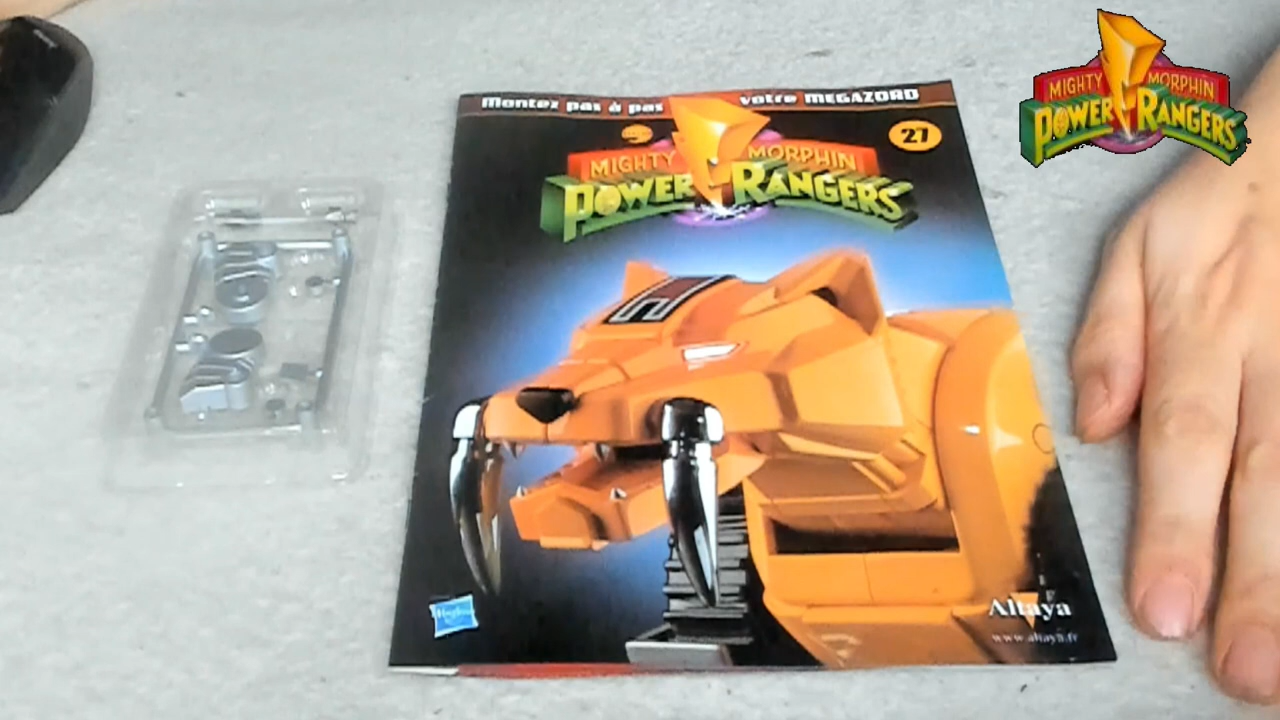 Montez pas à pas votre MEGAZORD
27
MIGHTY MORPHIN
POWER RANGERS
Hasbro
Altaya
www.altaya.fr
MIGHTY MORPHIN
POWER RANGERS